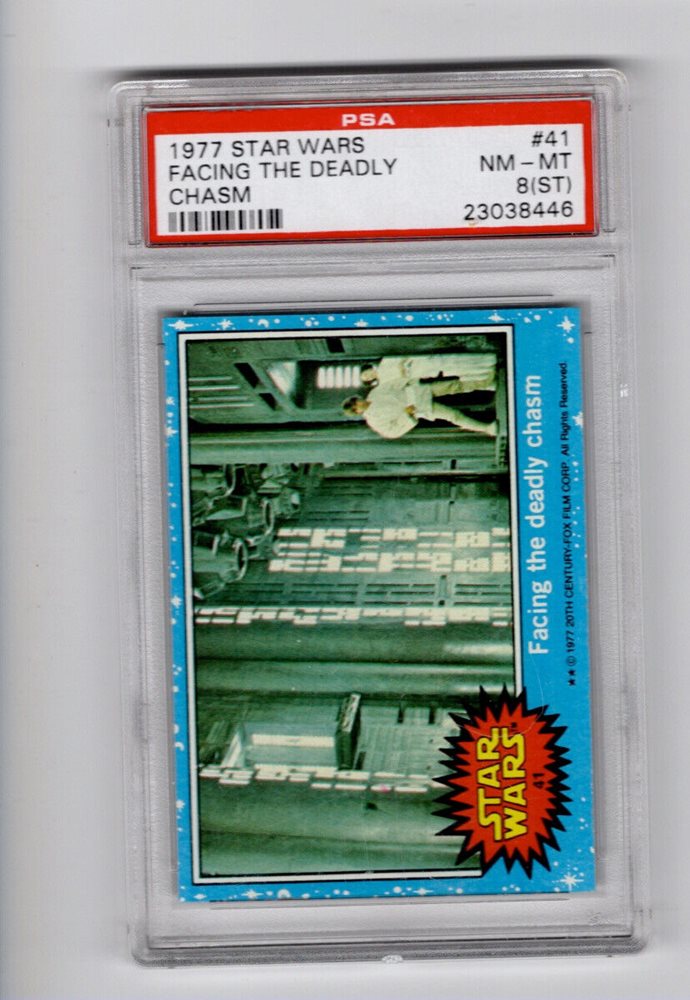 PSA
1977 STAR WARS #41
FACING THE DEADLY NM - MT
CHASM 8(ST)
23038446
Facing the deadly chasm
★★ © 1977 20TH CENTURY-FOX FILM CORP. All Rights Reserved.
STAR
WARS™
41